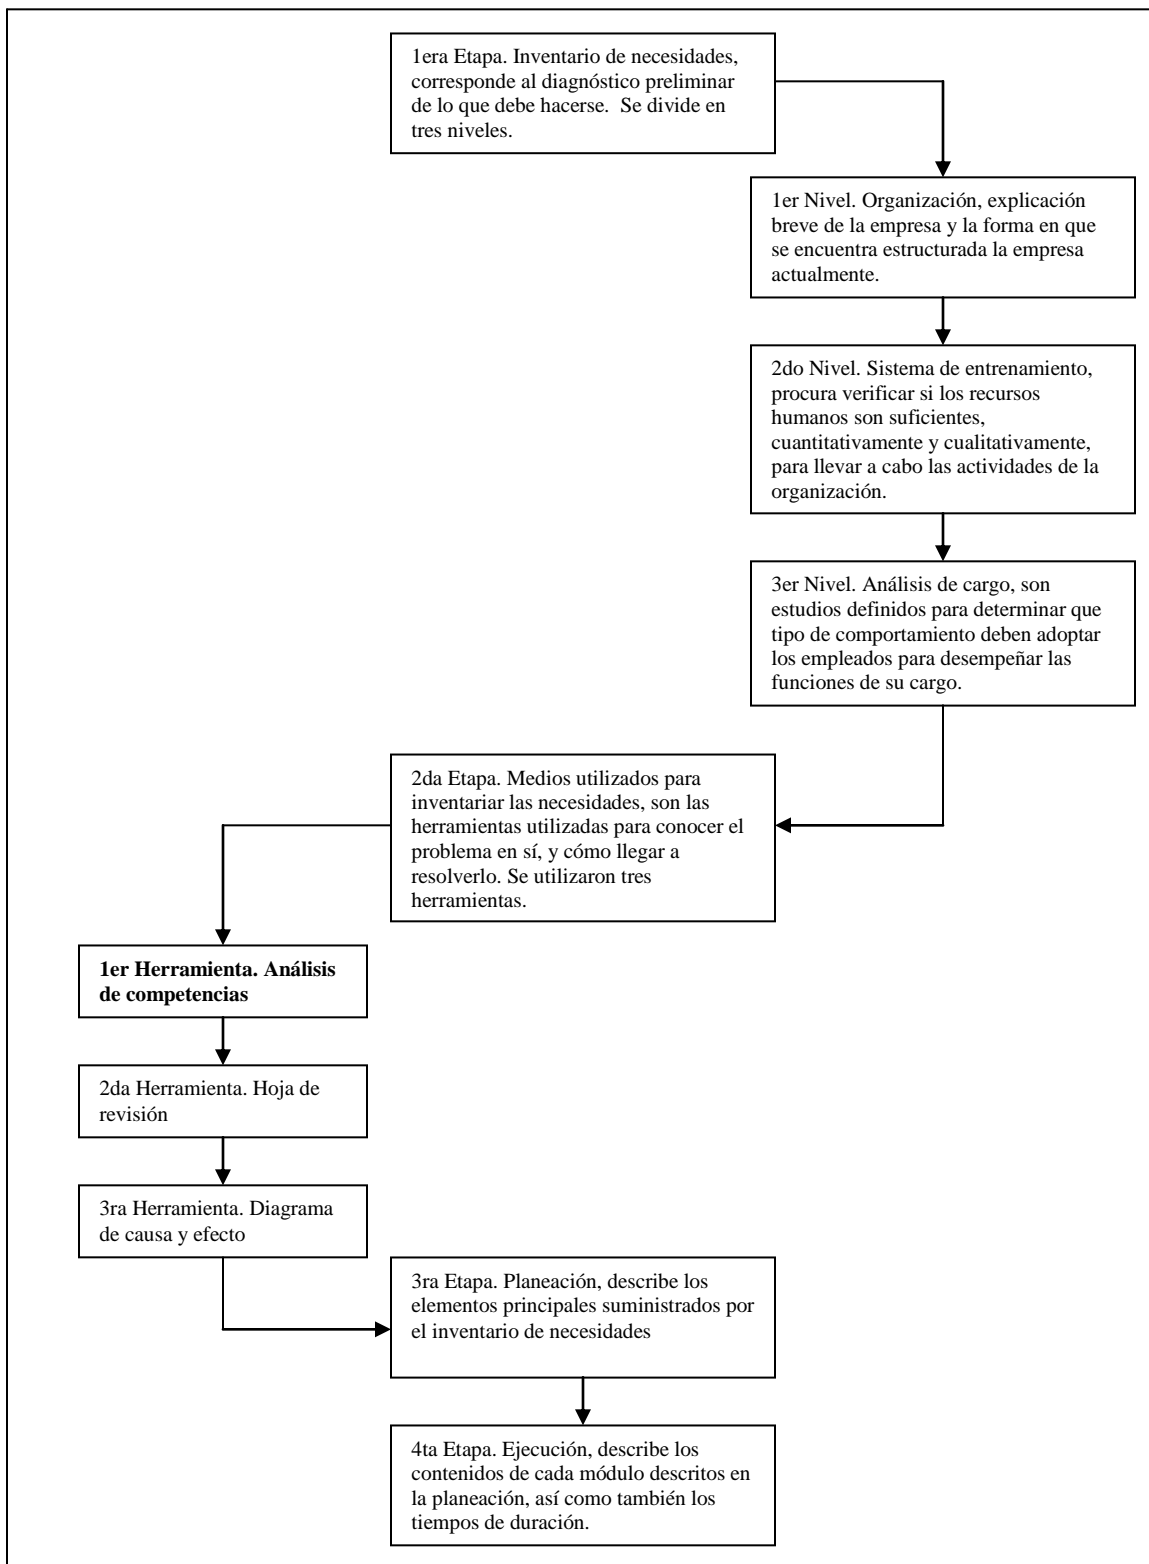 1era Etapa. Inventario de necesidades,
corresponde al diagnóstico preliminar
de lo que debe hacerse.  Se divide en
tres niveles.
1er Nivel. Organización, explicación
breve de la empresa y la forma en que
se encuentra estructurada la empresa
actualmente.
2do Nivel. Sistema de entrenamiento,
procura verificar si los recursos
humanos son suficientes,
cuantitativamente y cualitativamente,
para llevar a cabo las actividades de la
organización.
3er Nivel. Análisis de cargo, son
estudios definidos para determinar que
tipo de comportamiento deben adoptar
los empleados para desempeñar las
funciones de su cargo.
2da Etapa. Medios utilizados para
inventariar las necesidades, son las
herramientas utilizadas para conocer el
problema en sí, y cómo llegar a
resolverlo. Se utilizaron tres
herramientas.
1er Herramienta. Análisis
de competencias
2da Herramienta. Hoja de
revisión
3ra Herramienta. Diagrama
de causa y efecto
3ra Etapa. Planeación, describe los
elementos principales suministrados por
el inventario de necesidades
4ta Etapa. Ejecución, describe los
contenidos de cada módulo descritos en
la planeación, así como también los
tiempos de duración.